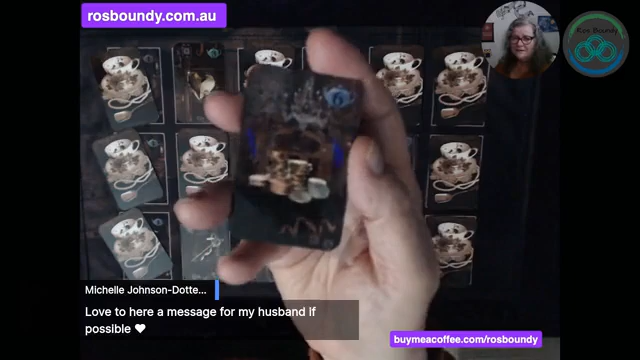 rosboundy.com.au
Ros Boundy
Michelle Johnson-Dotte...
Love to here a message for my husband if
possible ♥
buymeacoffee.com/rosboundy